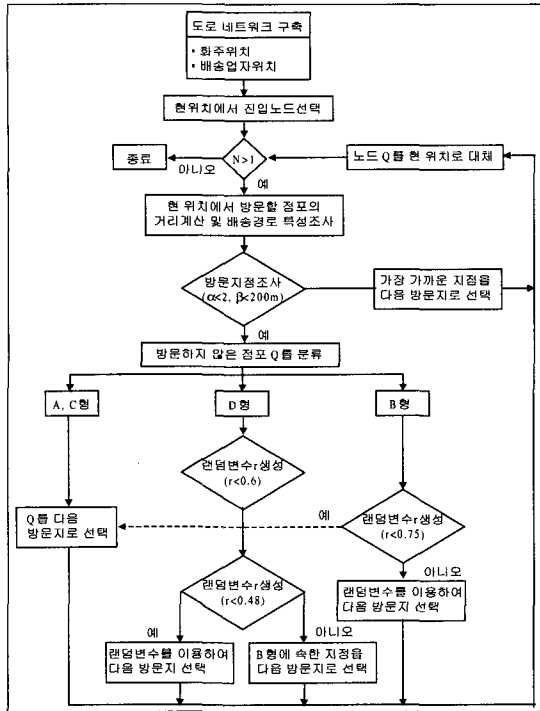 도로 네트워크 구축
• 화주위치
• 배송업자위치
현위치에서 진입노드선택
종료
아니오
N>1
노드 Q를 현 위치로 대체
예
현 위치에서 방문할 점포의
거리계산 및 배송경로 특성조사
방문지점조사
(α<2, β<200m)
가장 가까운 지점을
다음 방문지로 선택
예
방문하지 않은 점포 Q를 분류
A, C형
D형
B형
랜덤변수r생성
(r<0.6)
Q를 다음
방문지로 선택
예
랜덤변수r생성
(r<0.75)
아니오
랜덤변수r생성
(r<0.48)
랜덤변수를 이용하여
다음 방문지 선택
예
아니오
랜덤변수를 이용하여
다음 방문지 선택
B형에 속한 지점을
다음 방문지로 선택